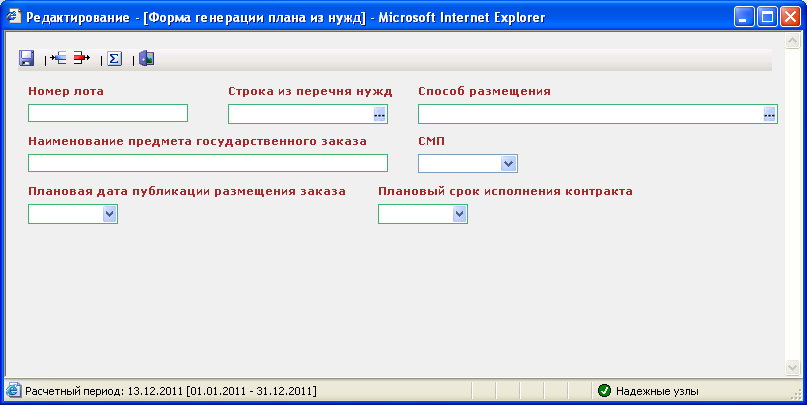 Редактирование - [Форма генерации плана из нужд] - Microsoft Internet Explorer
Номер лота Строка из перечня нужд Способ размещения
... ...
Наименование предмета государственного заказа СМП
Плановая дата публикации размещения заказа Плановый срок исполнения контракта
Расчетный период: 13.12.2011 [01.01.2011 - 31.12.2011] Надежные узлы